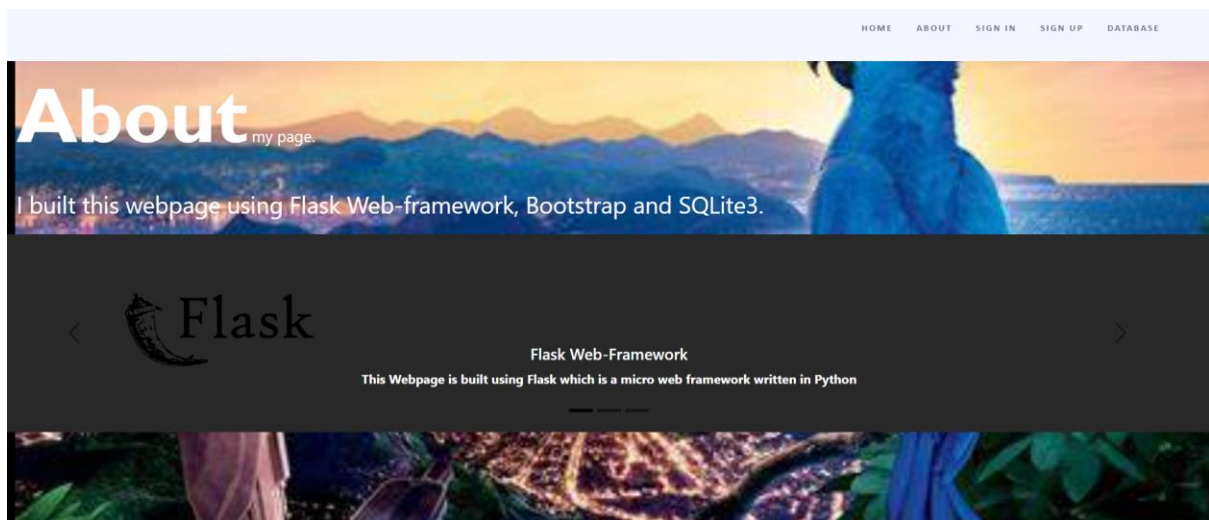 HOME ABOUT SIGN IN SIGN UP DATABASE
About my page.
I built this webpage using Flask Web-framework, Bootstrap and SQLite3.
Flask
Flask Web-Framework
This Webpage is built using Flask which is a micro web framework written in Python